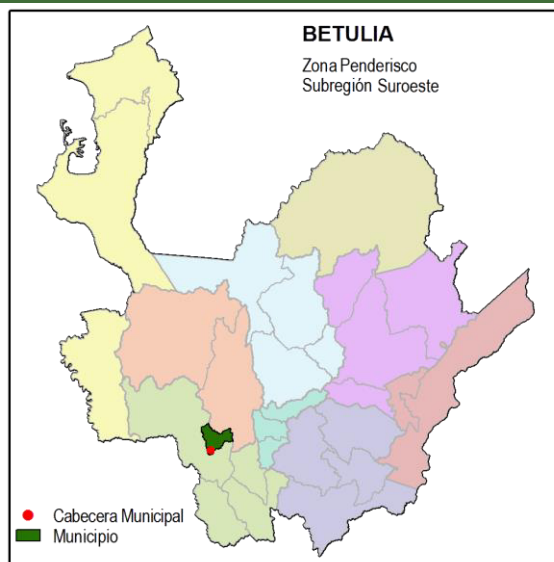 BETULIA
Zona Penderisco
Subregión Suroeste
Cabecera Municipal
Municipio